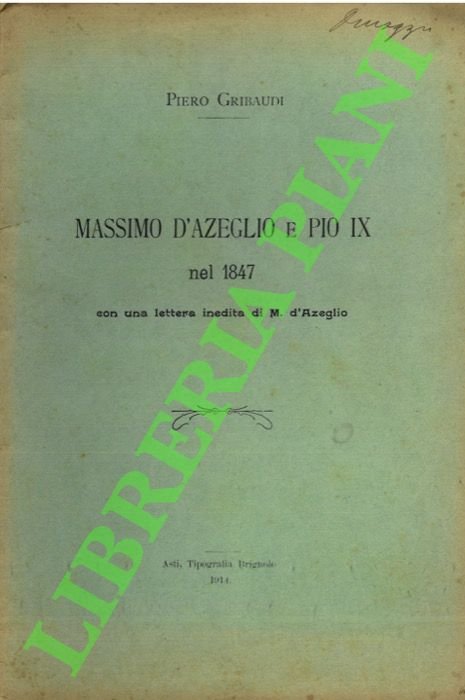 Omaggio
PIERO GRIBAUDI
MASSIMO D'AZEGLIO E PIO IX
nel 1847
con una lettera inedita di M. d'Azeglio
Asti, Tipografia Brignolo
1914.
LIBRERIA PIANI